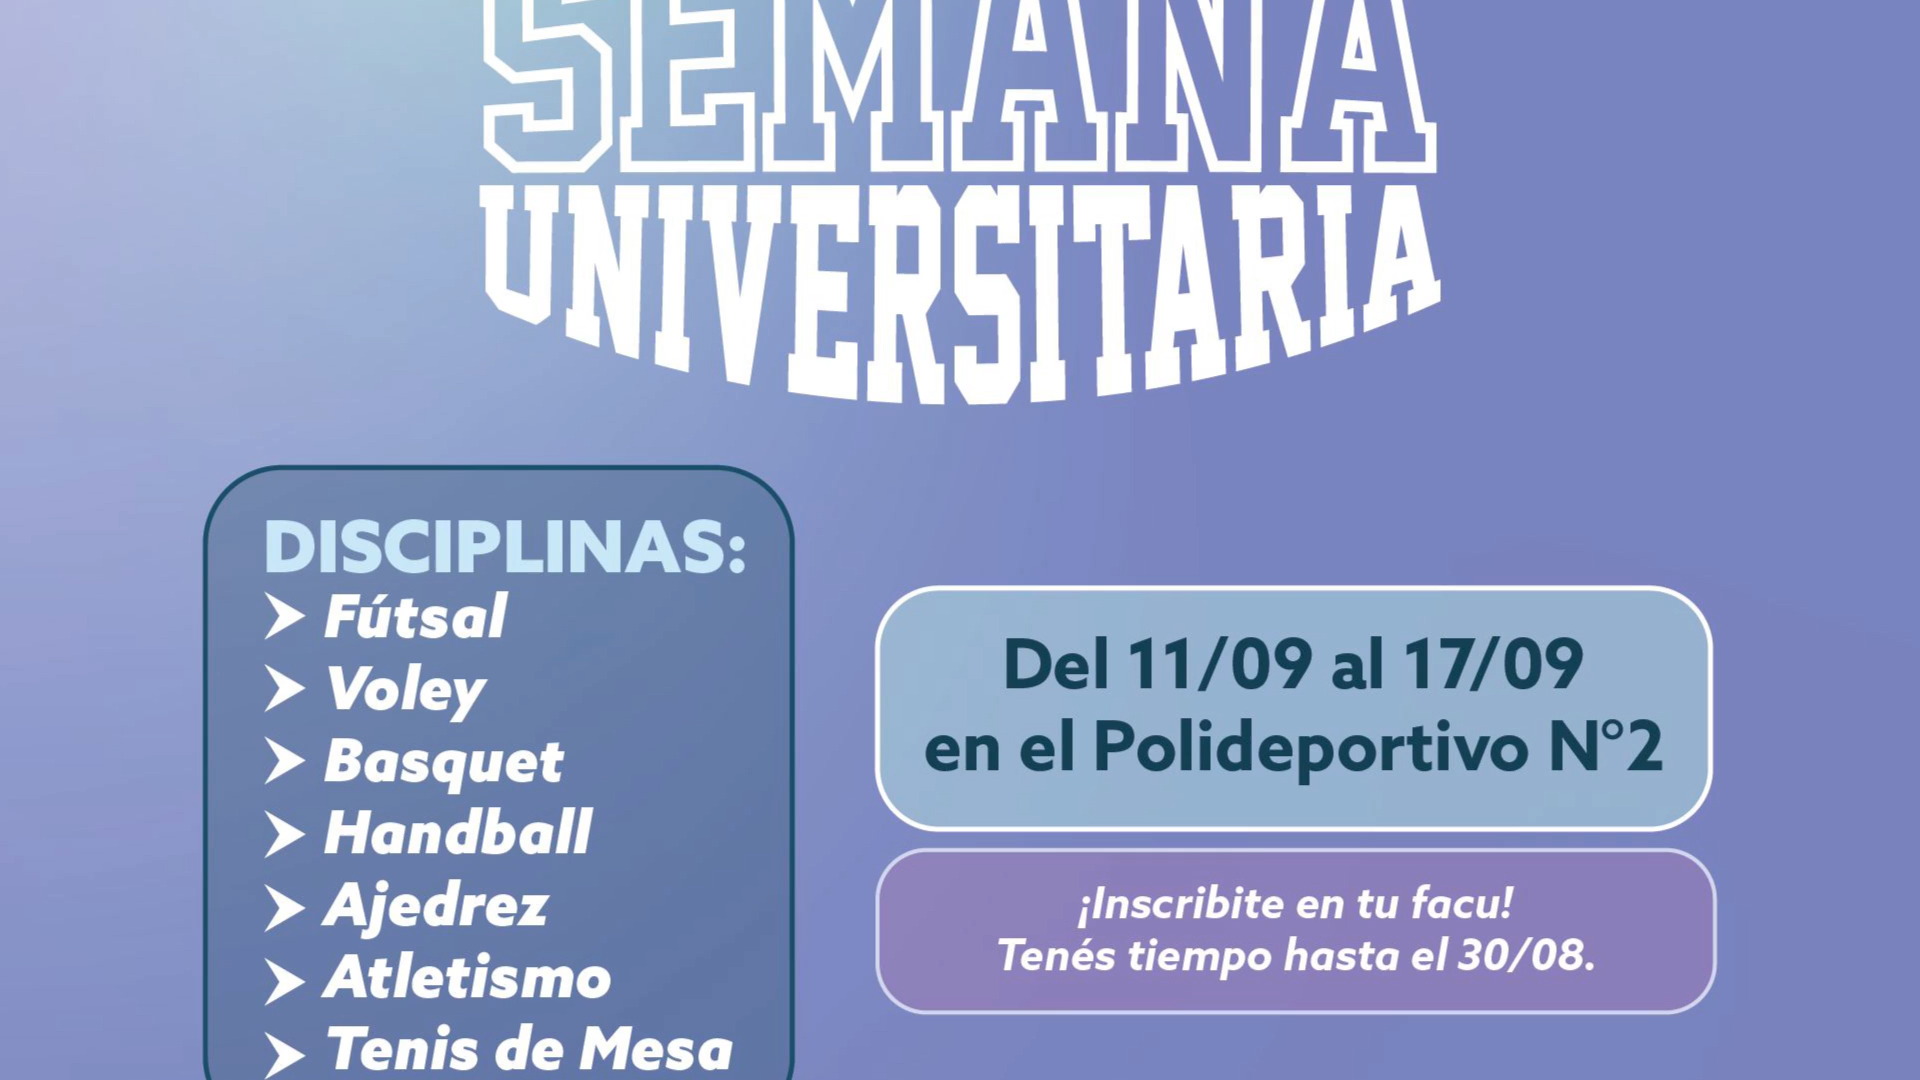 SEMANA
UNIVERSITARIA
DISCIPLINAS:
Fútsal
Voley
Basquet
Handball
Ajedrez
Atletismo
Tenis de Mesa
Del 11/09 al 17/09
en el Polideportivo N°2
¡Inscribite en tu facu!
Tenés tiempo hasta el 30/08.